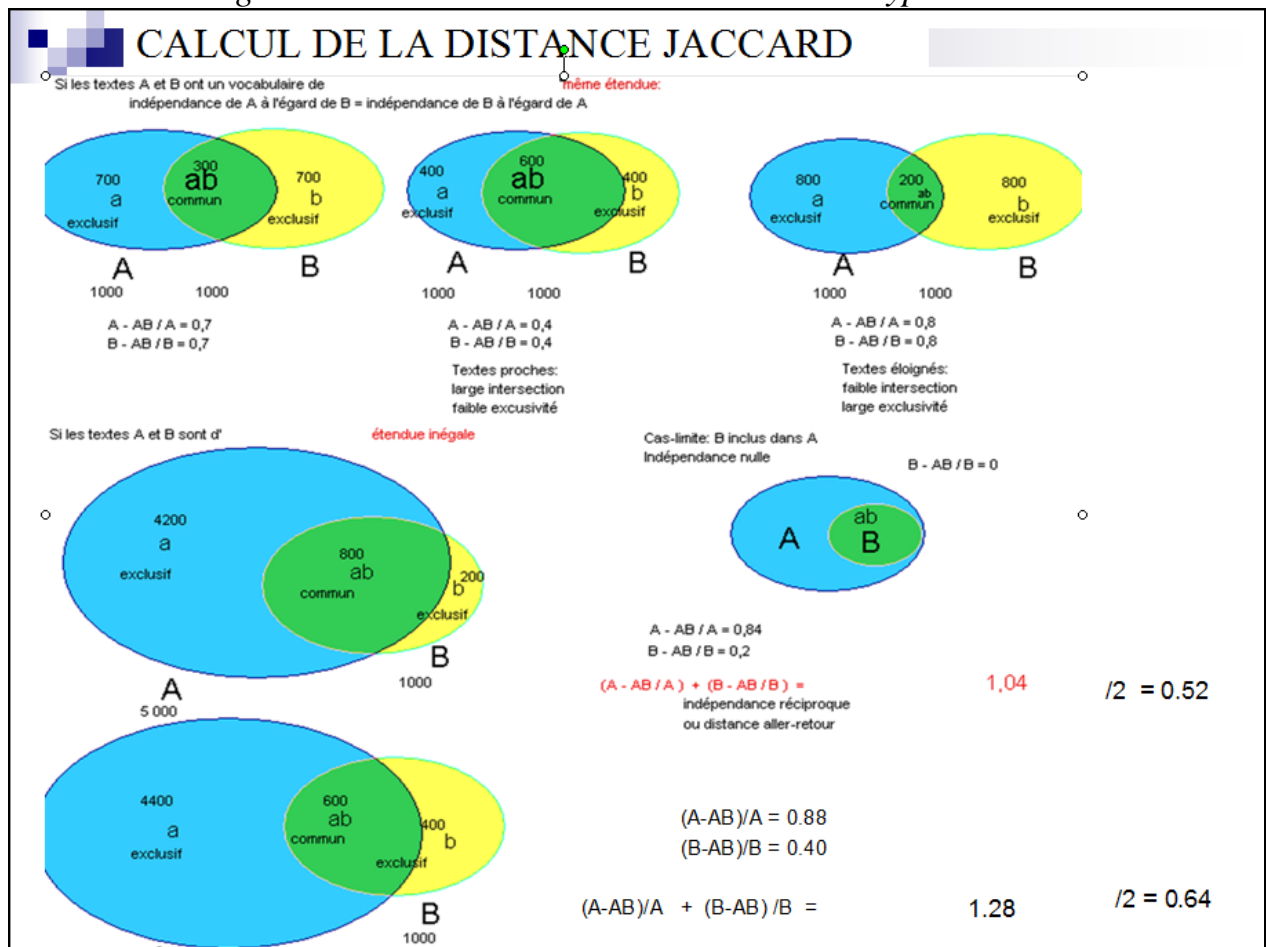 CALCUL DE LA DISTANCE JACCARD
Si les textes A et B ont un vocabulaire de même étendue:
indépendance de A à l'égard de B = indépendance de B à l'égard de A
700
a
exclusif
300
ab
commun
700
b
exclusif
A
B
1000 1000
A - AB / A = 0,7
B - AB / B = 0,7
400
a
exclusif
600
ab
commun
400
b
exclusif
A
B
1000 1000
A - AB / A = 0,4
B - AB / B = 0,4
Textes proches:
large intersection
faible excusivité
800
a
exclusif
200
ab
commun
800
b
exclusif
A
B
1000 1000
A - AB / A = 0,8
B - AB / B = 0,8
Textes éloignés:
faible intersection
large exclusivité
Si les textes A et B sont d' étendue inégale
4200
a
exclusif
800
ab
commun
200
b
exclusif
B
1000
A
5 000
Cas-limite: B inclus dans A
Indépendance nulle
B - AB / B = 0
A
ab
B
A - AB / A = 0,84
B - AB / B = 0,2
(A - AB / A ) + (B - AB / B ) = 1,04 /2 = 0.52
indépendance réciproque
ou distance aller-retour
4400
a
exclusif
600
ab
commun
400
b
exclusif
B
1000
(A-AB)/A = 0.88
(B-AB)/B = 0.40
(A-AB)/A + (B-AB) /B = 1.28 /2 = 0.64